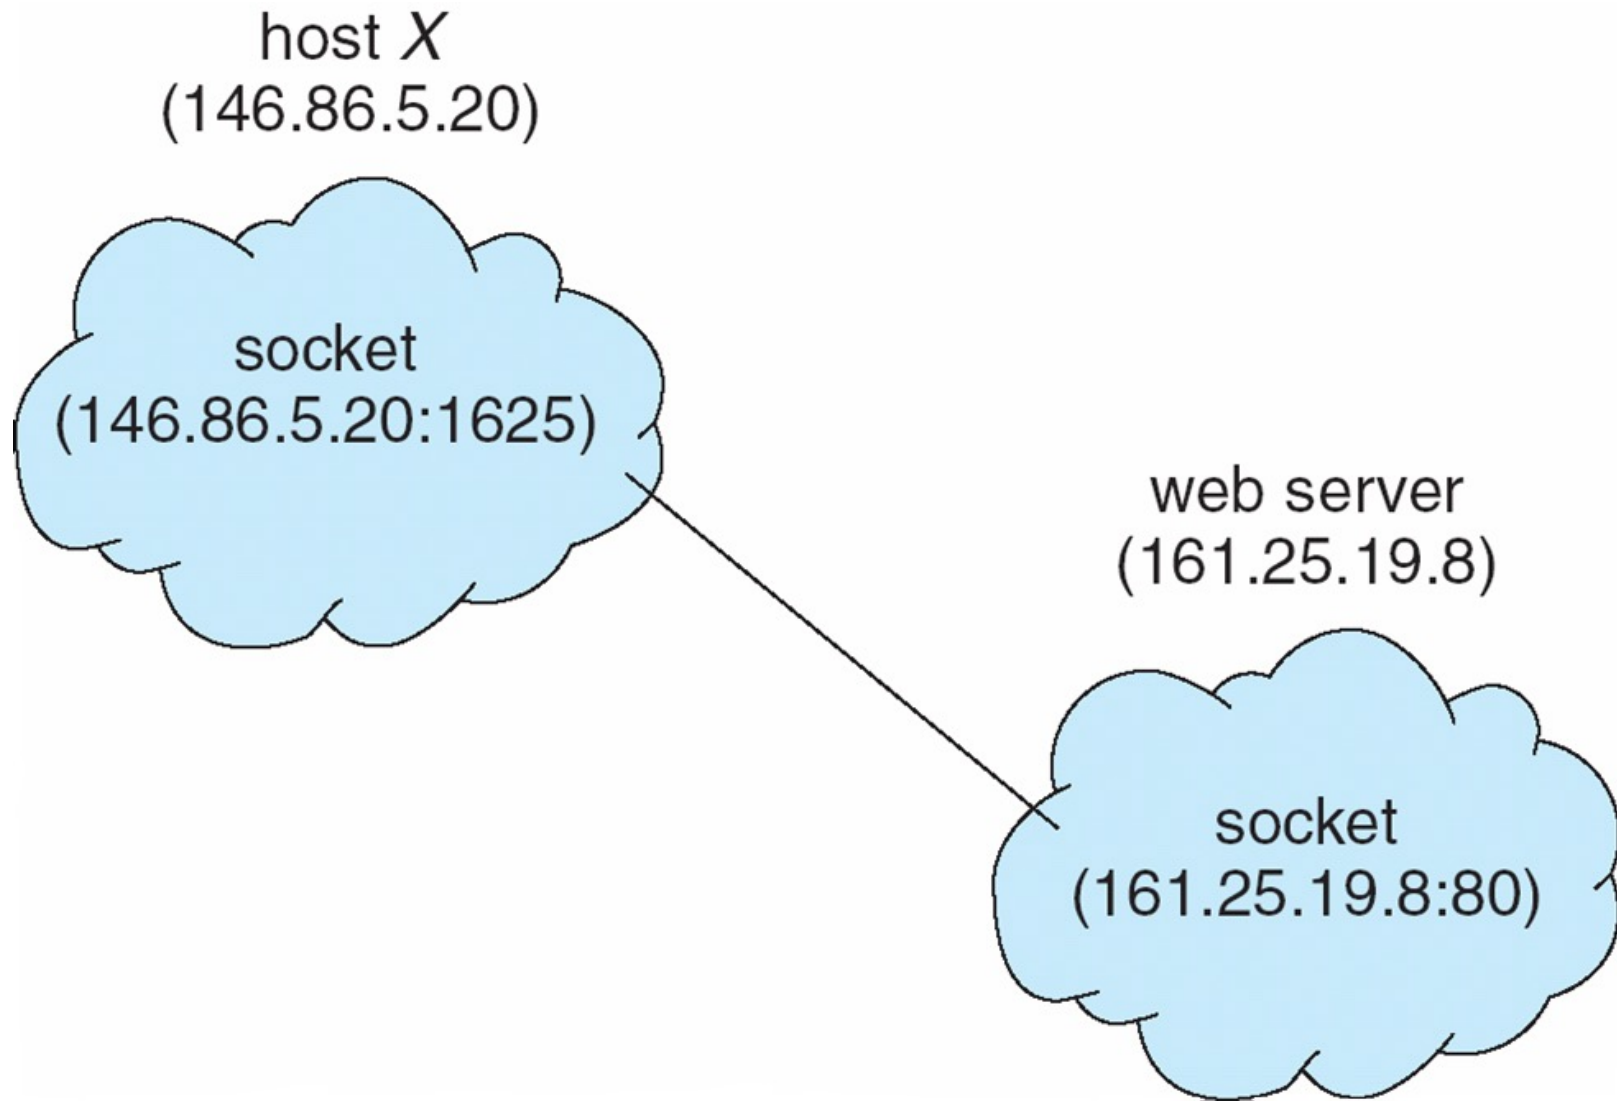 host X
(146.86.5.20)
socket
(146.86.5.20:1625)
web server
(161.25.19.8)
socket
(161.25.19.8:80)